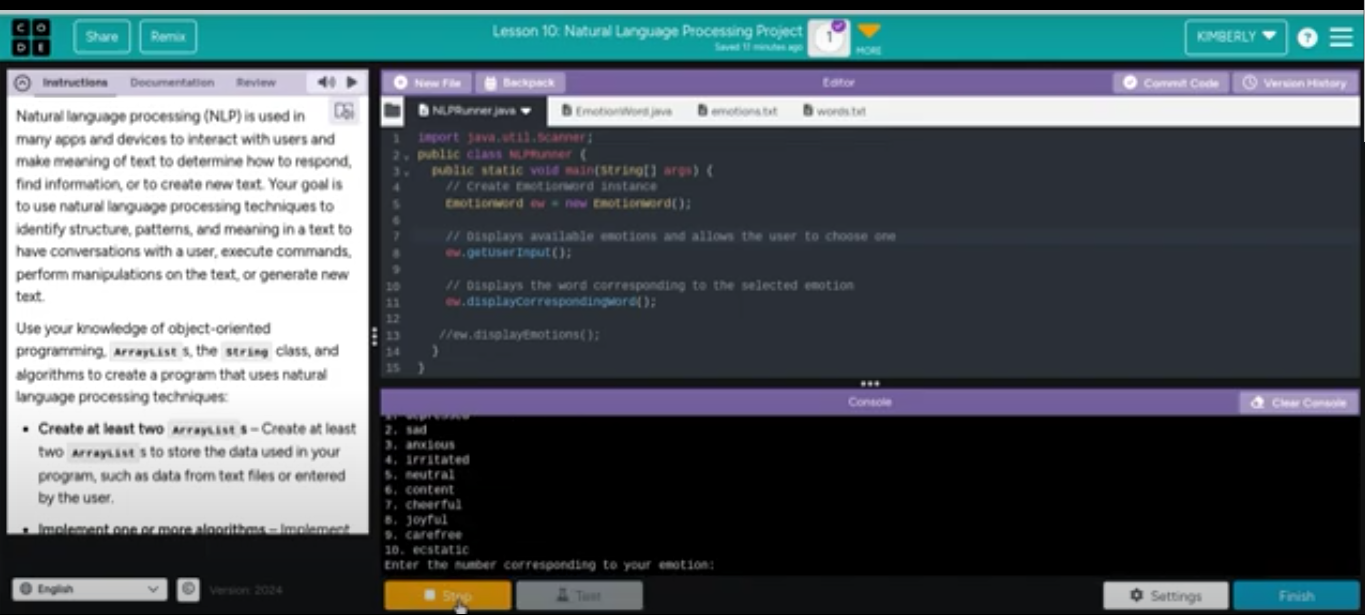 C O
D E
Share
Remix
Lesson 10: Natural Language Processing Project
Saved 17 minutes ago
1
MORE
KIMBERLY
?
Instructions
Documentation
Review
Natural language processing (NLP) is used in
many apps and devices to interact with users and
make meaning of text to determine how to respond,
find information, or to create new text. Your goal is
to use natural language processing techniques to
identify structure, patterns, and meaning in a text to
have conversations with a user, execute commands,
perform manipulations on the text, or generate new
text.
Use your knowledge of object-oriented
programming, ArrayList s, the String class, and
algorithms to create a program that uses natural
language processing techniques:
• Create at least two ArrayList s – Create at least
two ArrayList s to store the data used in your
program, such as data from text files or entered
by the user.
• Implement one or more algorithms – Implement
English
Version: 2024
New File
Backpack
Editor
Commit Code
Version History
NLPRunner.java
EmotionWord.java
emotions.txt
words.txt
1 import java.util.Scanner;
2 public class NLPRunner {
3 public static void main(String[] args) {
4 // Create EmotionWord instance
5 EmotionWord ew = new EmotionWord();
6
7 // Displays available emotions and allows the user to choose one
8 ew.getUserInput();
9
10 // Displays the word corresponding to the selected emotion
11 ew.displayCorrespondingWord();
12
13 //ew.displayEmotions();
14 }
15 }
Console
Clear Console
1. depressed
2. sad
3. anxious
4. irritated
5. neutral
6. content
7. cheerful
8. joyful
9. carefree
10. ecstatic
Enter the number corresponding to your emotion:
Stop
Test
Settings
Finish